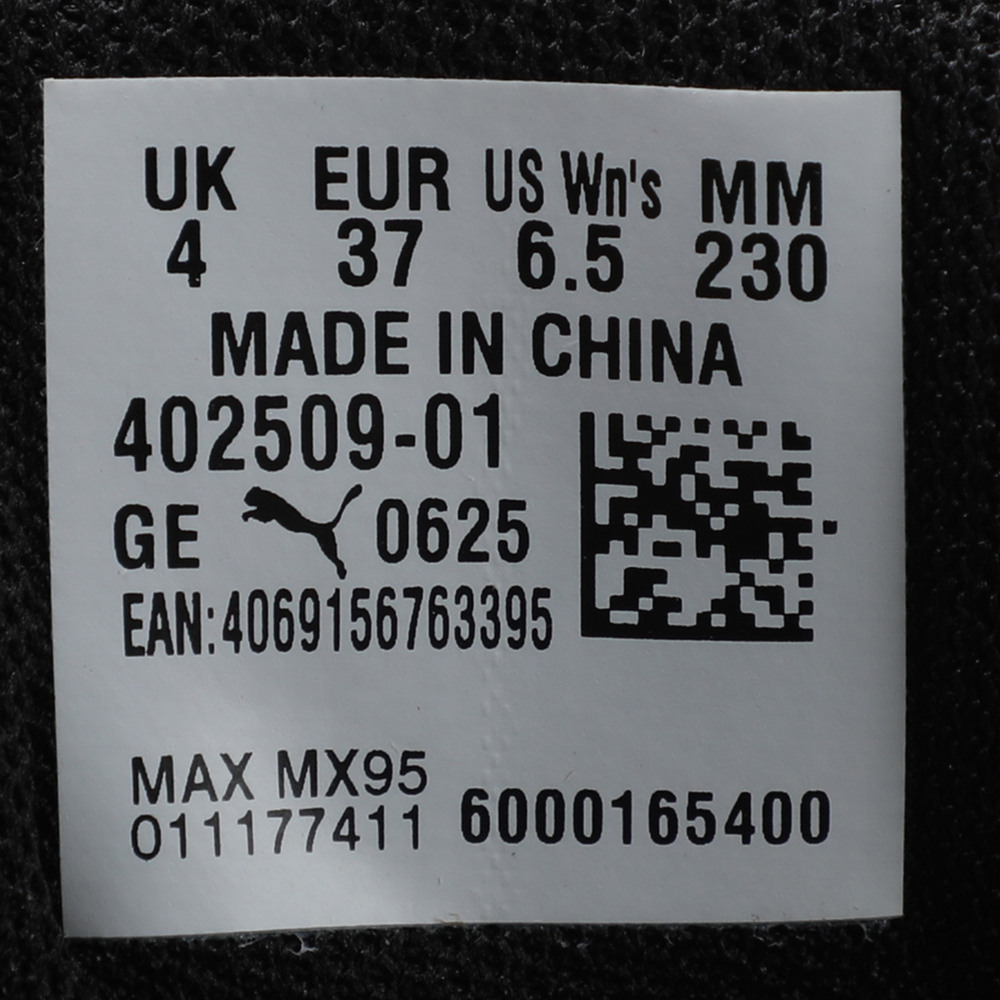 UK EUR US Wn's MM
4 37 6.5 230
MADE IN CHINA
402509-01
GE 0625
EAN:4069156763395
MAX MX95
011177411 6000165400